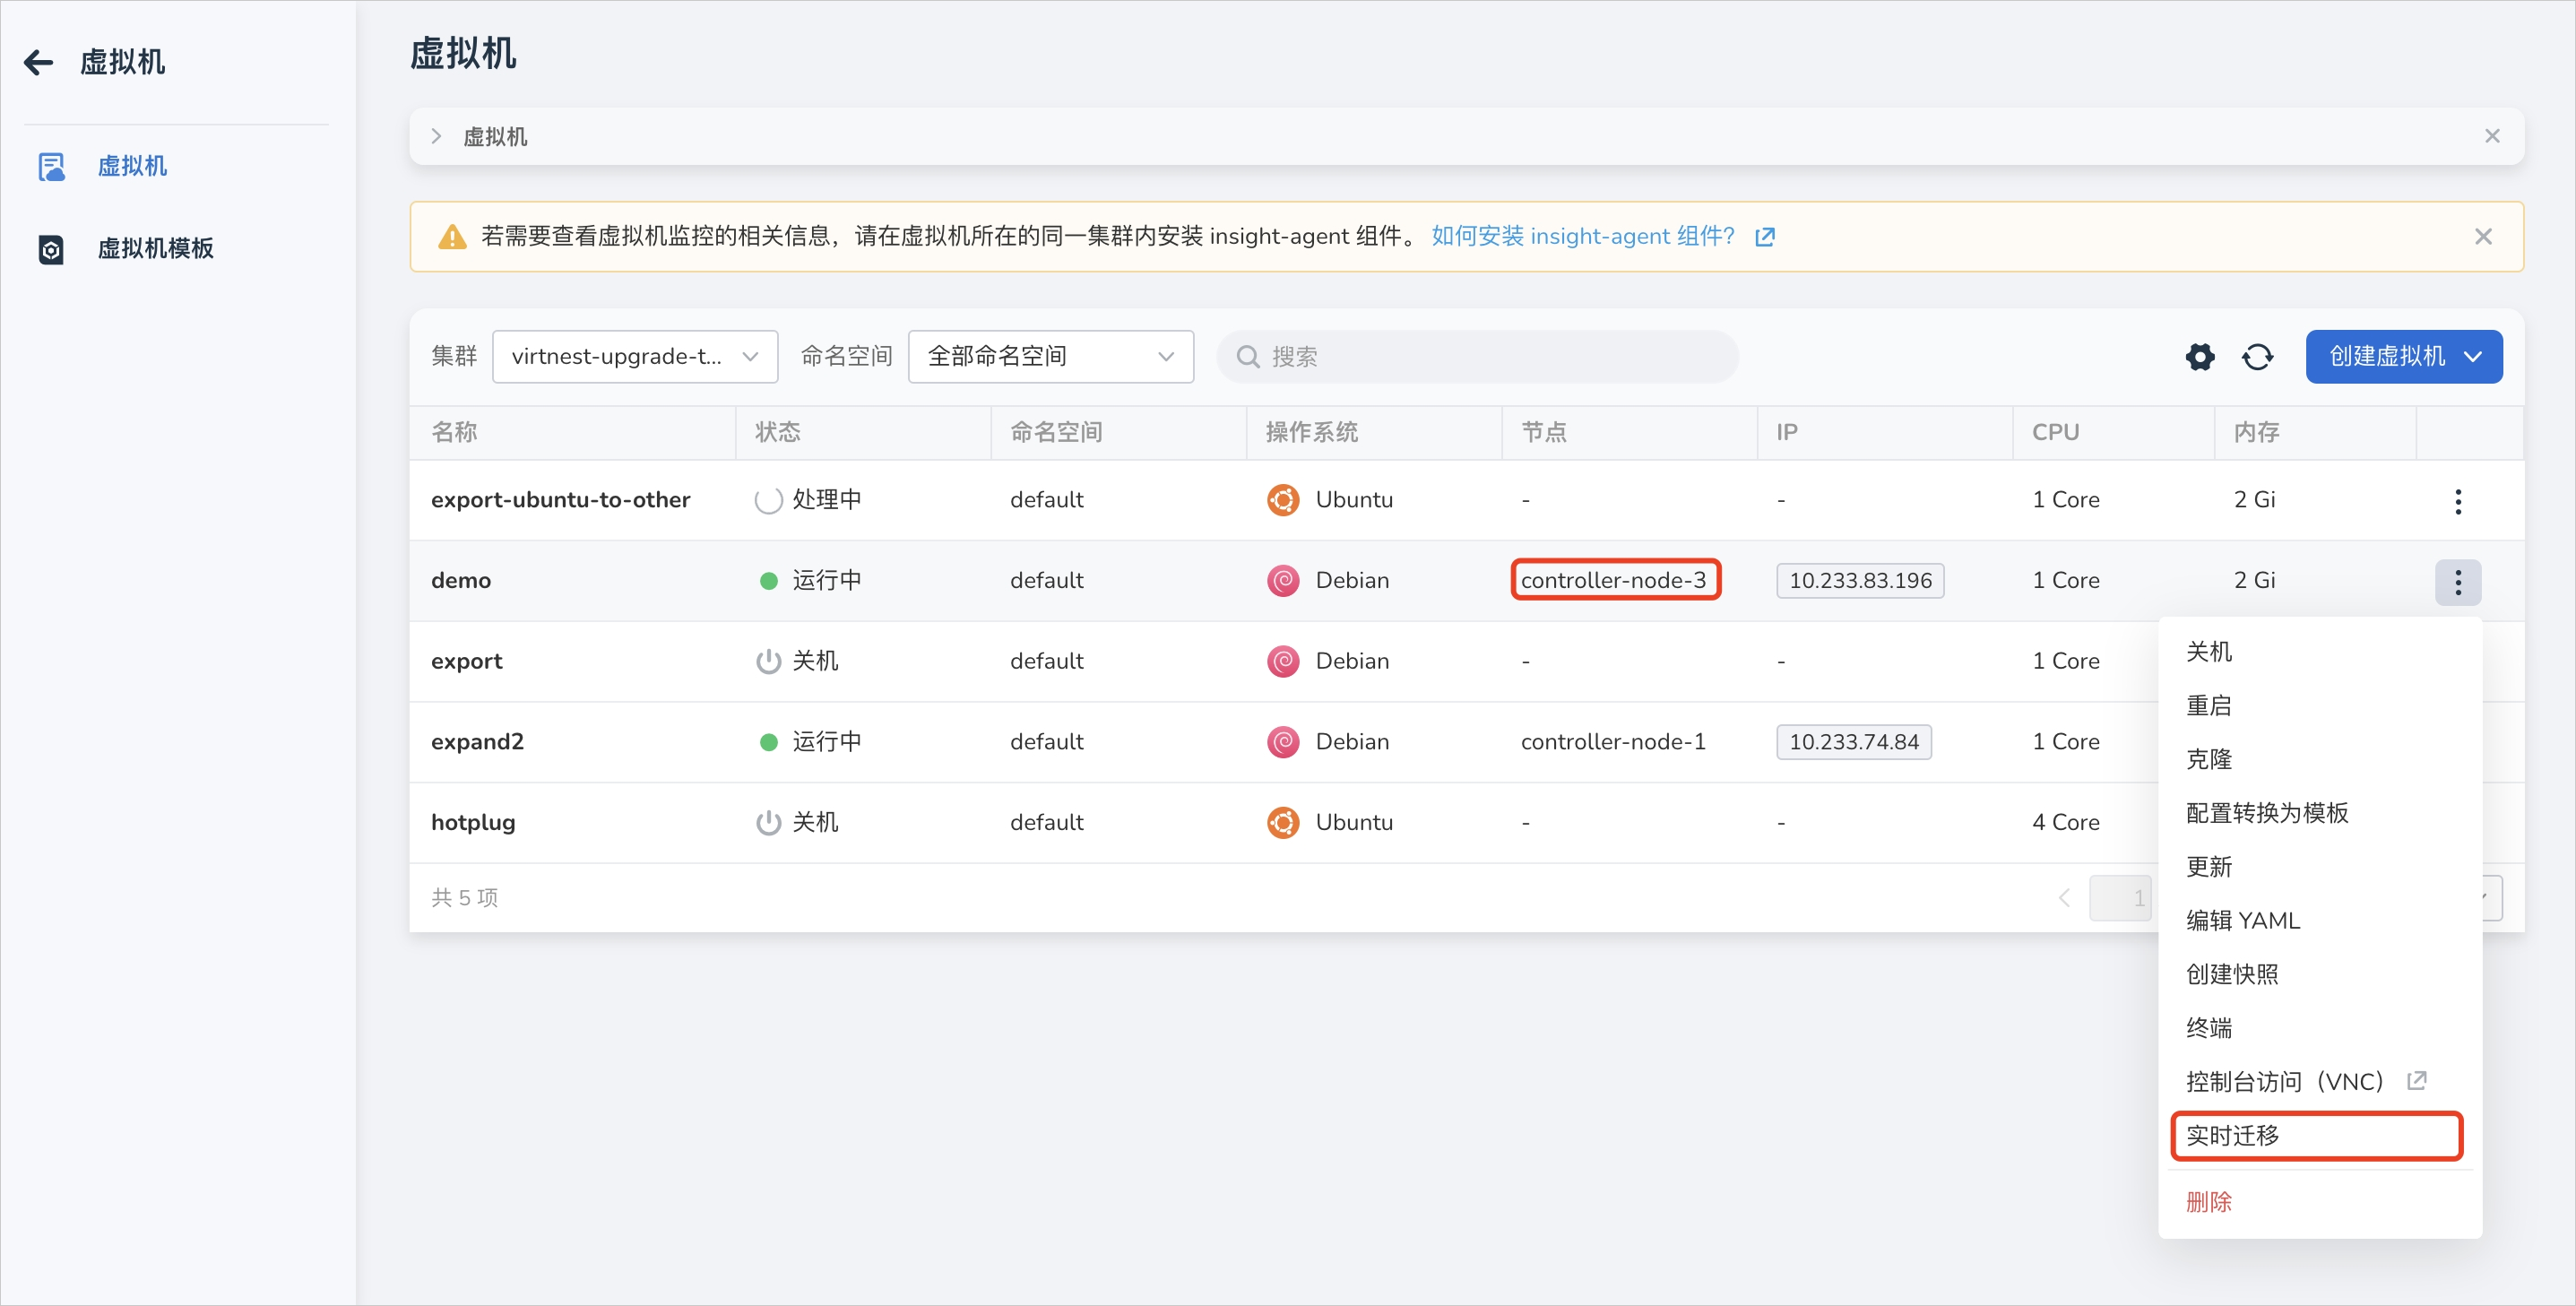 虚拟机
虚拟机
虚拟机模板
虚拟机
虚拟机
若需要查看虚拟机监控的相关信息，请在虚拟机所在的同一集群内安装 insight-agent 组件。 如何安装 insight-agent 组件？
集群 virtnest-upgrade-t... 命名空间 全部命名空间 搜索 创建虚拟机
名称 状态 命名空间 操作系统 节点 IP CPU 内存
export-ubuntu-to-other 处理中 default Ubuntu - - 1 Core 2 Gi
demo 运行中 default Debian controller-node-3 10.233.83.196 1 Core 2 Gi
export 关机 default Debian - - 1 Core
expand2 运行中 default Debian controller-node-1 10.233.74.84 1 Core
hotplug 关机 default Ubuntu - - 4 Core
共 5 项 1
关机
重启
克隆
配置转换为模板
更新
编辑 YAML
创建快照
终端
控制台访问（VNC）
实时迁移
删除